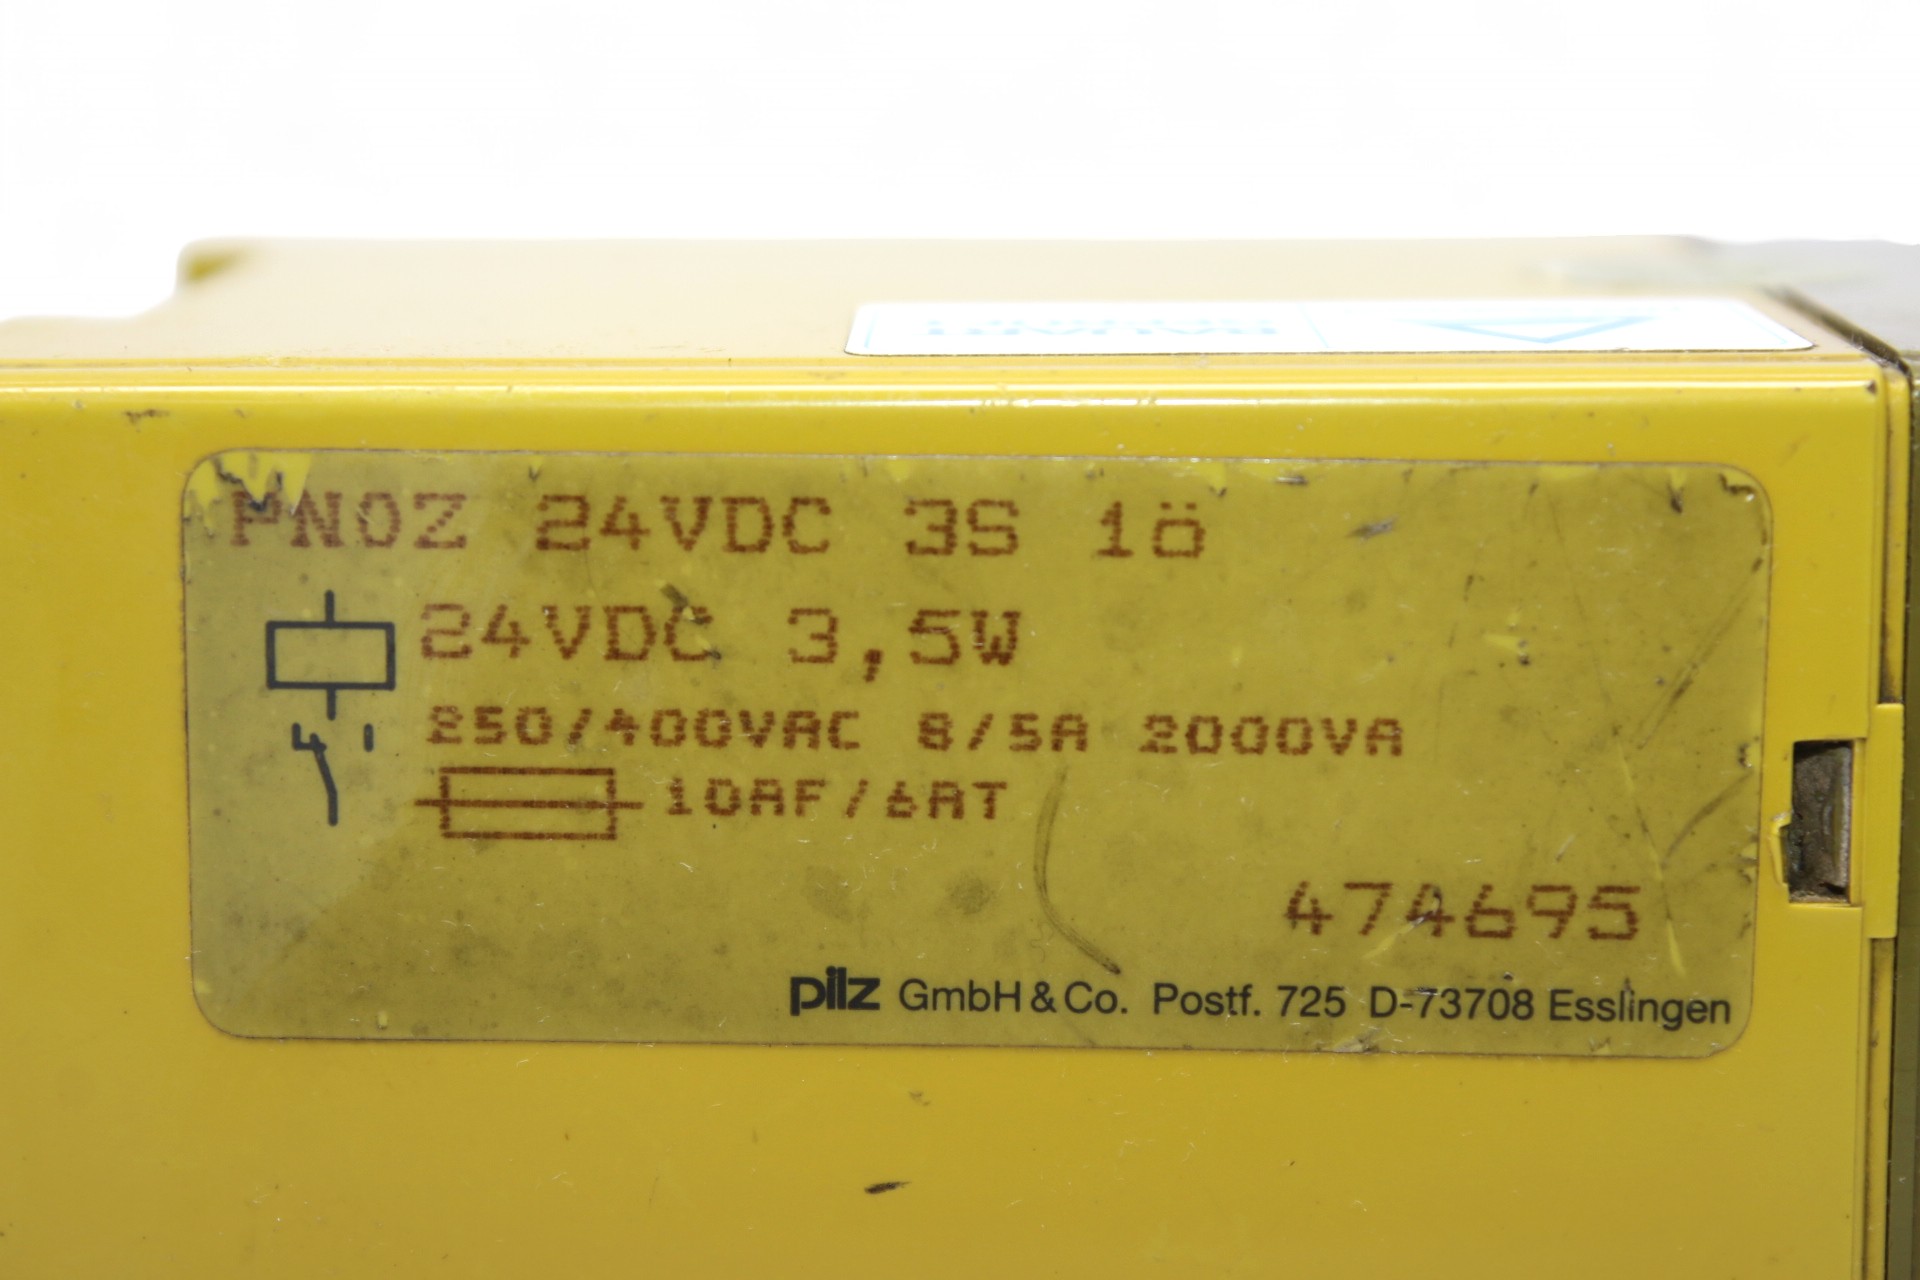 PNOZ 24VDC 3S 1ö
24VDC 3,5W
250/400VAC 8/5A 2000VA
10AF/6AT
474695
pilz GmbH & Co. Postf. 725 D-73708 Esslingen